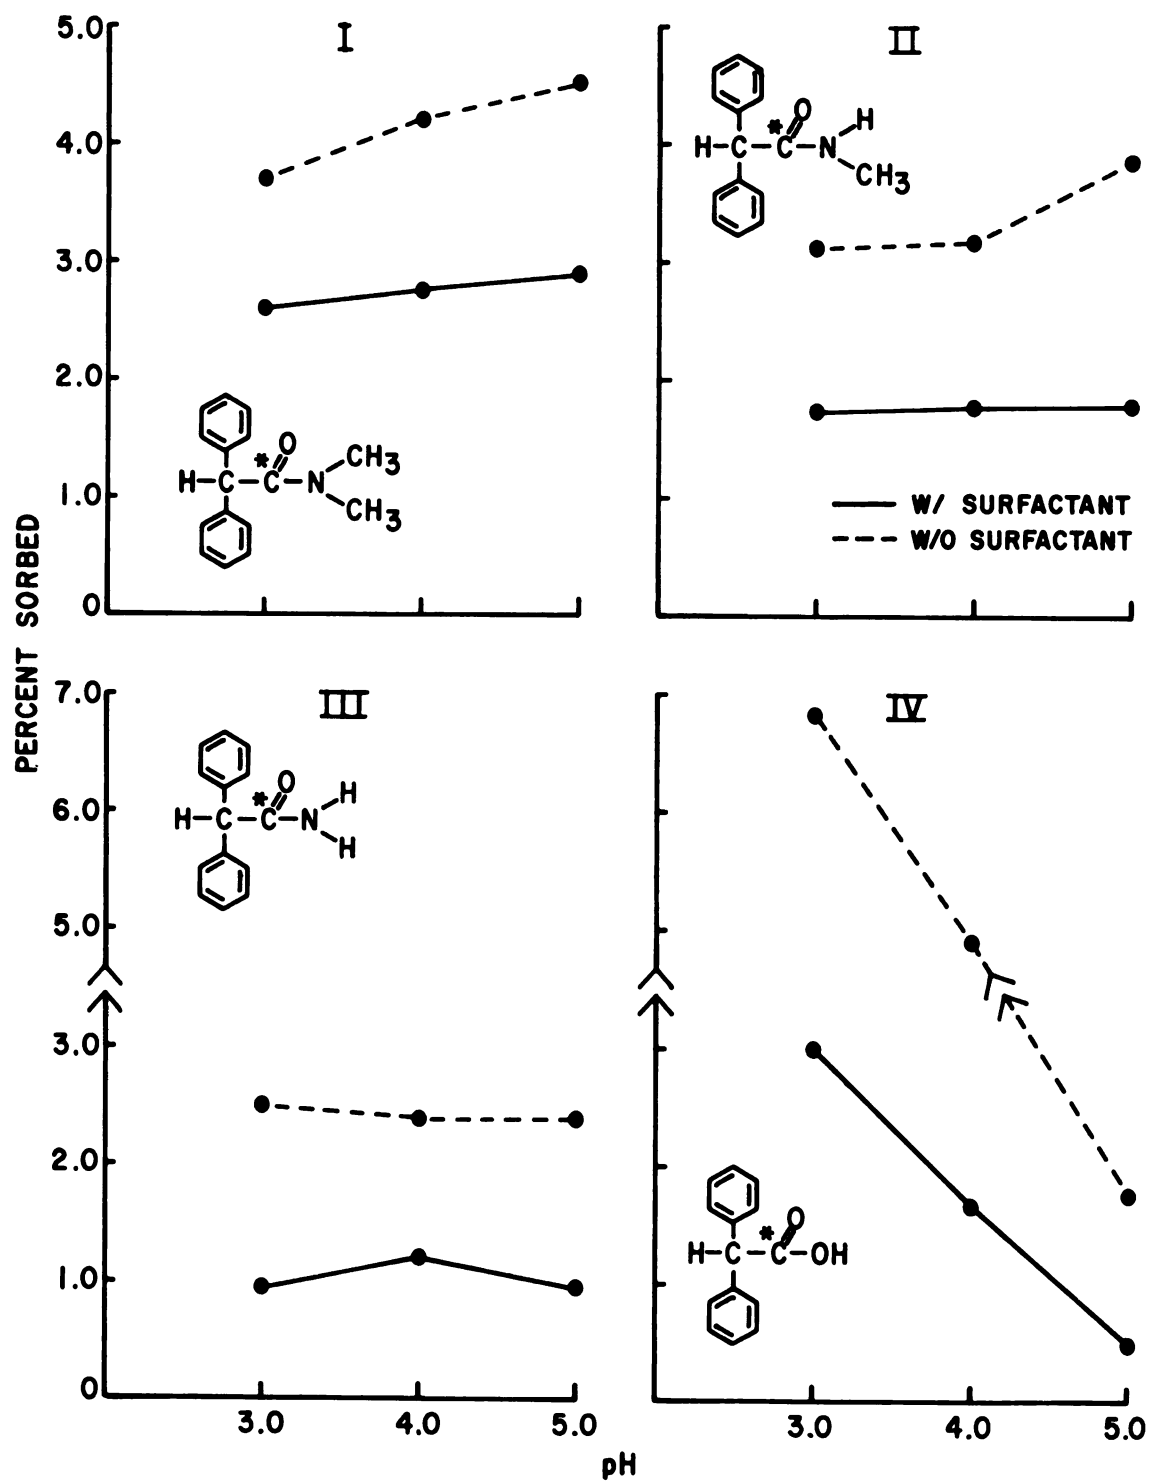 PERCENT SORBED
I
5.0
4.0
3.0
2.0
1.0
0
H-C-C-N
*
O
CH3
CH3
II
H-C-C-N
*
O
H
CH3
W/ SURFACTANT
W/O SURFACTANT
III
7.0
6.0
5.0
3.0
2.0
1.0
0
H-C-C-N
*
O
H
H
3.0 4.0 5.0
IV
H-C-C-OH
*
O
3.0 4.0 5.0
pH